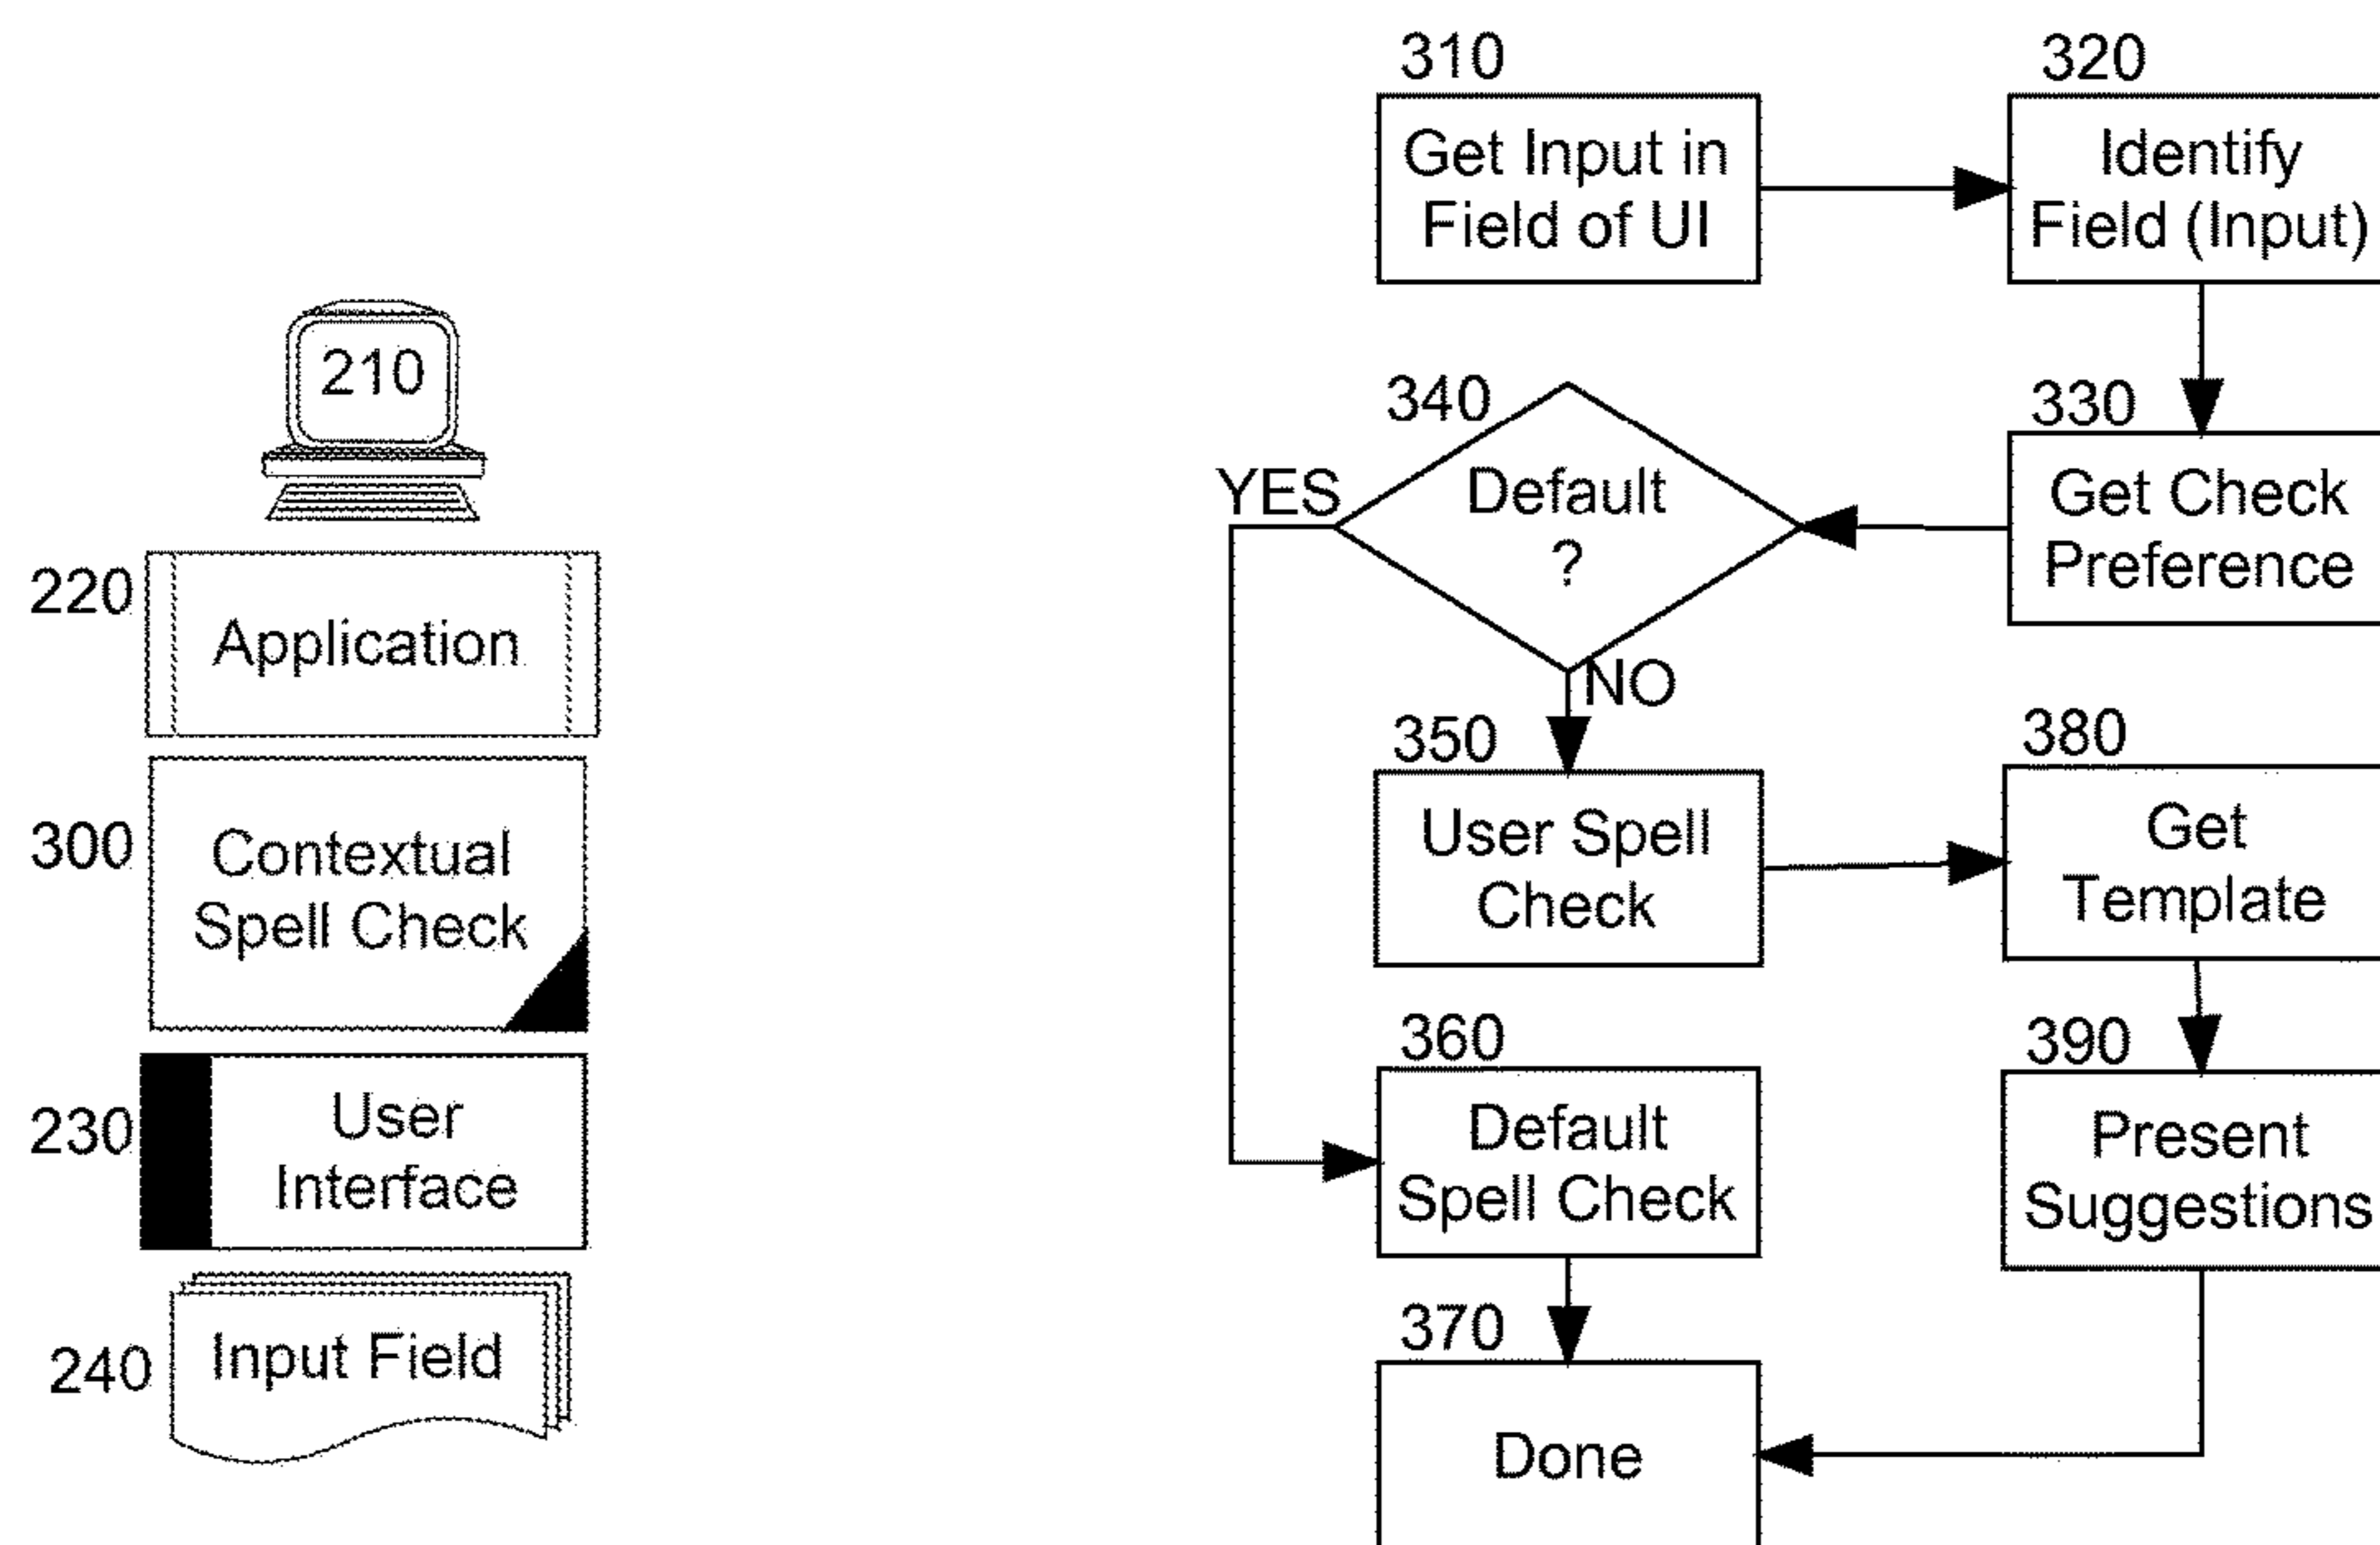 210
220
Application
300
Contextual
Spell Check
230
User
Interface
240
Input Field
310
Get Input in
Field of UI
320
Identify
Field (Input)
330
Get Check
Preference
340
Default
?
YES
NO
350
User Spell
Check
380
Get
Template
360
Default
Spell Check
390
Present
Suggestions
370
Done